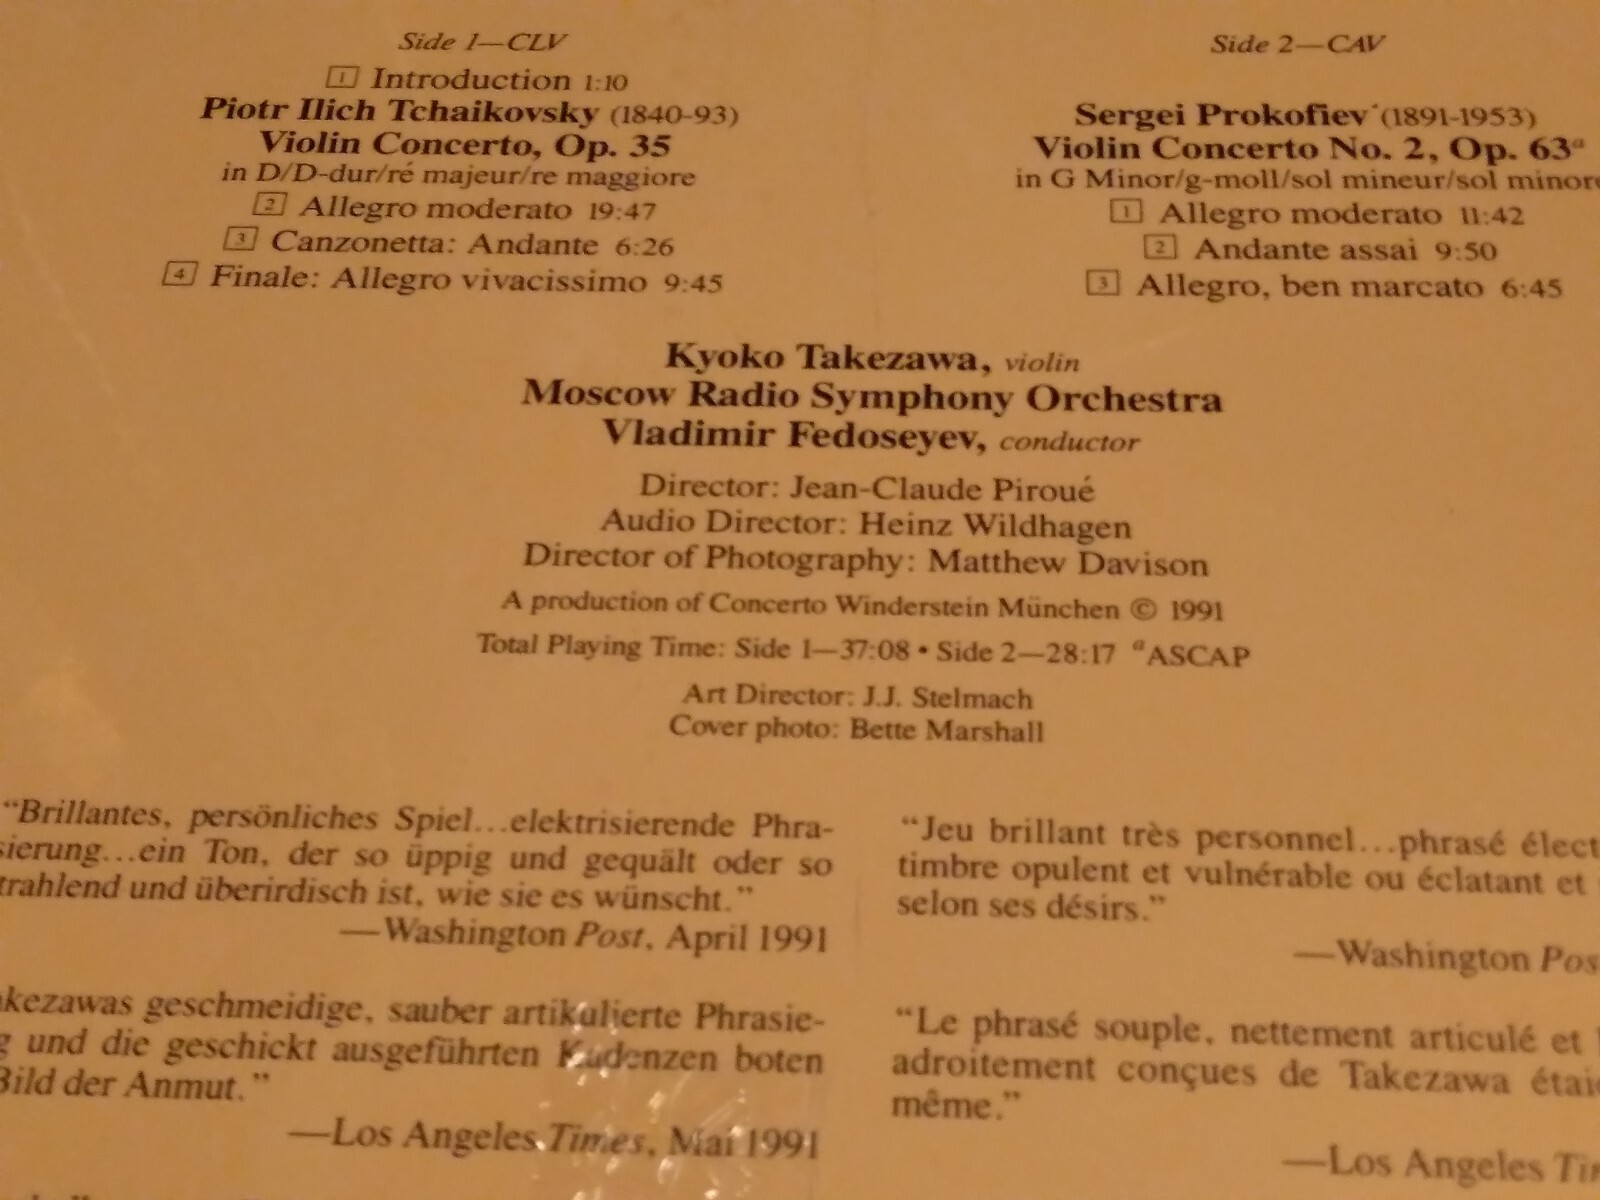 Side 1—CLV
1 Introduction 1:10
Piotr Ilich Tchaikovsky (1840-93)
Violin Concerto, Op. 35
in D/D-dur/ré majeur/re maggiore
2 Allegro moderato 19:47
3 Canzonetta: Andante 6:26
4 Finale: Allegro vivacissimo 9:45
Side 2—CAV
Sergei Prokofiev (1891-1953)
Violin Concerto No. 2, Op. 63ª
in G Minor/g-moll/sol mineur/sol minor
1 Allegro moderato 11:42
2 Andante assai 9:50
3 Allegro, ben marcato 6:45
Kyoko Takezawa, violin
Moscow Radio Symphony Orchestra
Vladimir Fedoseyev, conductor
Director: Jean-Claude Piroué
Audio Director: Heinz Wildhagen
Director of Photography: Matthew Davison
A production of Concerto Winderstein München © 1991
Total Playing Time: Side 1—37:08 • Side 2—28:17 ªASCAP
Art Director: J.J. Stelmach
Cover photo: Bette Marshall
“Brillantes, persönliches Spiel...elektrisierende Phra-
sierung...ein Ton, der so üppig und gequält oder so
trahlend und überirdisch ist, wie sie es wünscht.”
—Washington Post, April 1991
kezawas geschmeidige, sauber artikulierte Phrasie-
g und die geschickt ausgeführten Kadenzen boten
Bild der Anmut.”
—Los Angeles Times, Mai 1991
“Jeu brillant très personnel...phrasé élect
timbre opulent et vulnérable ou éclatant et
selon ses désirs.”
—Washington Pos
“Le phrasé souple, nettement articulé et
adroitement conçues de Takezawa étaie
même.”
—Los Angeles Tim